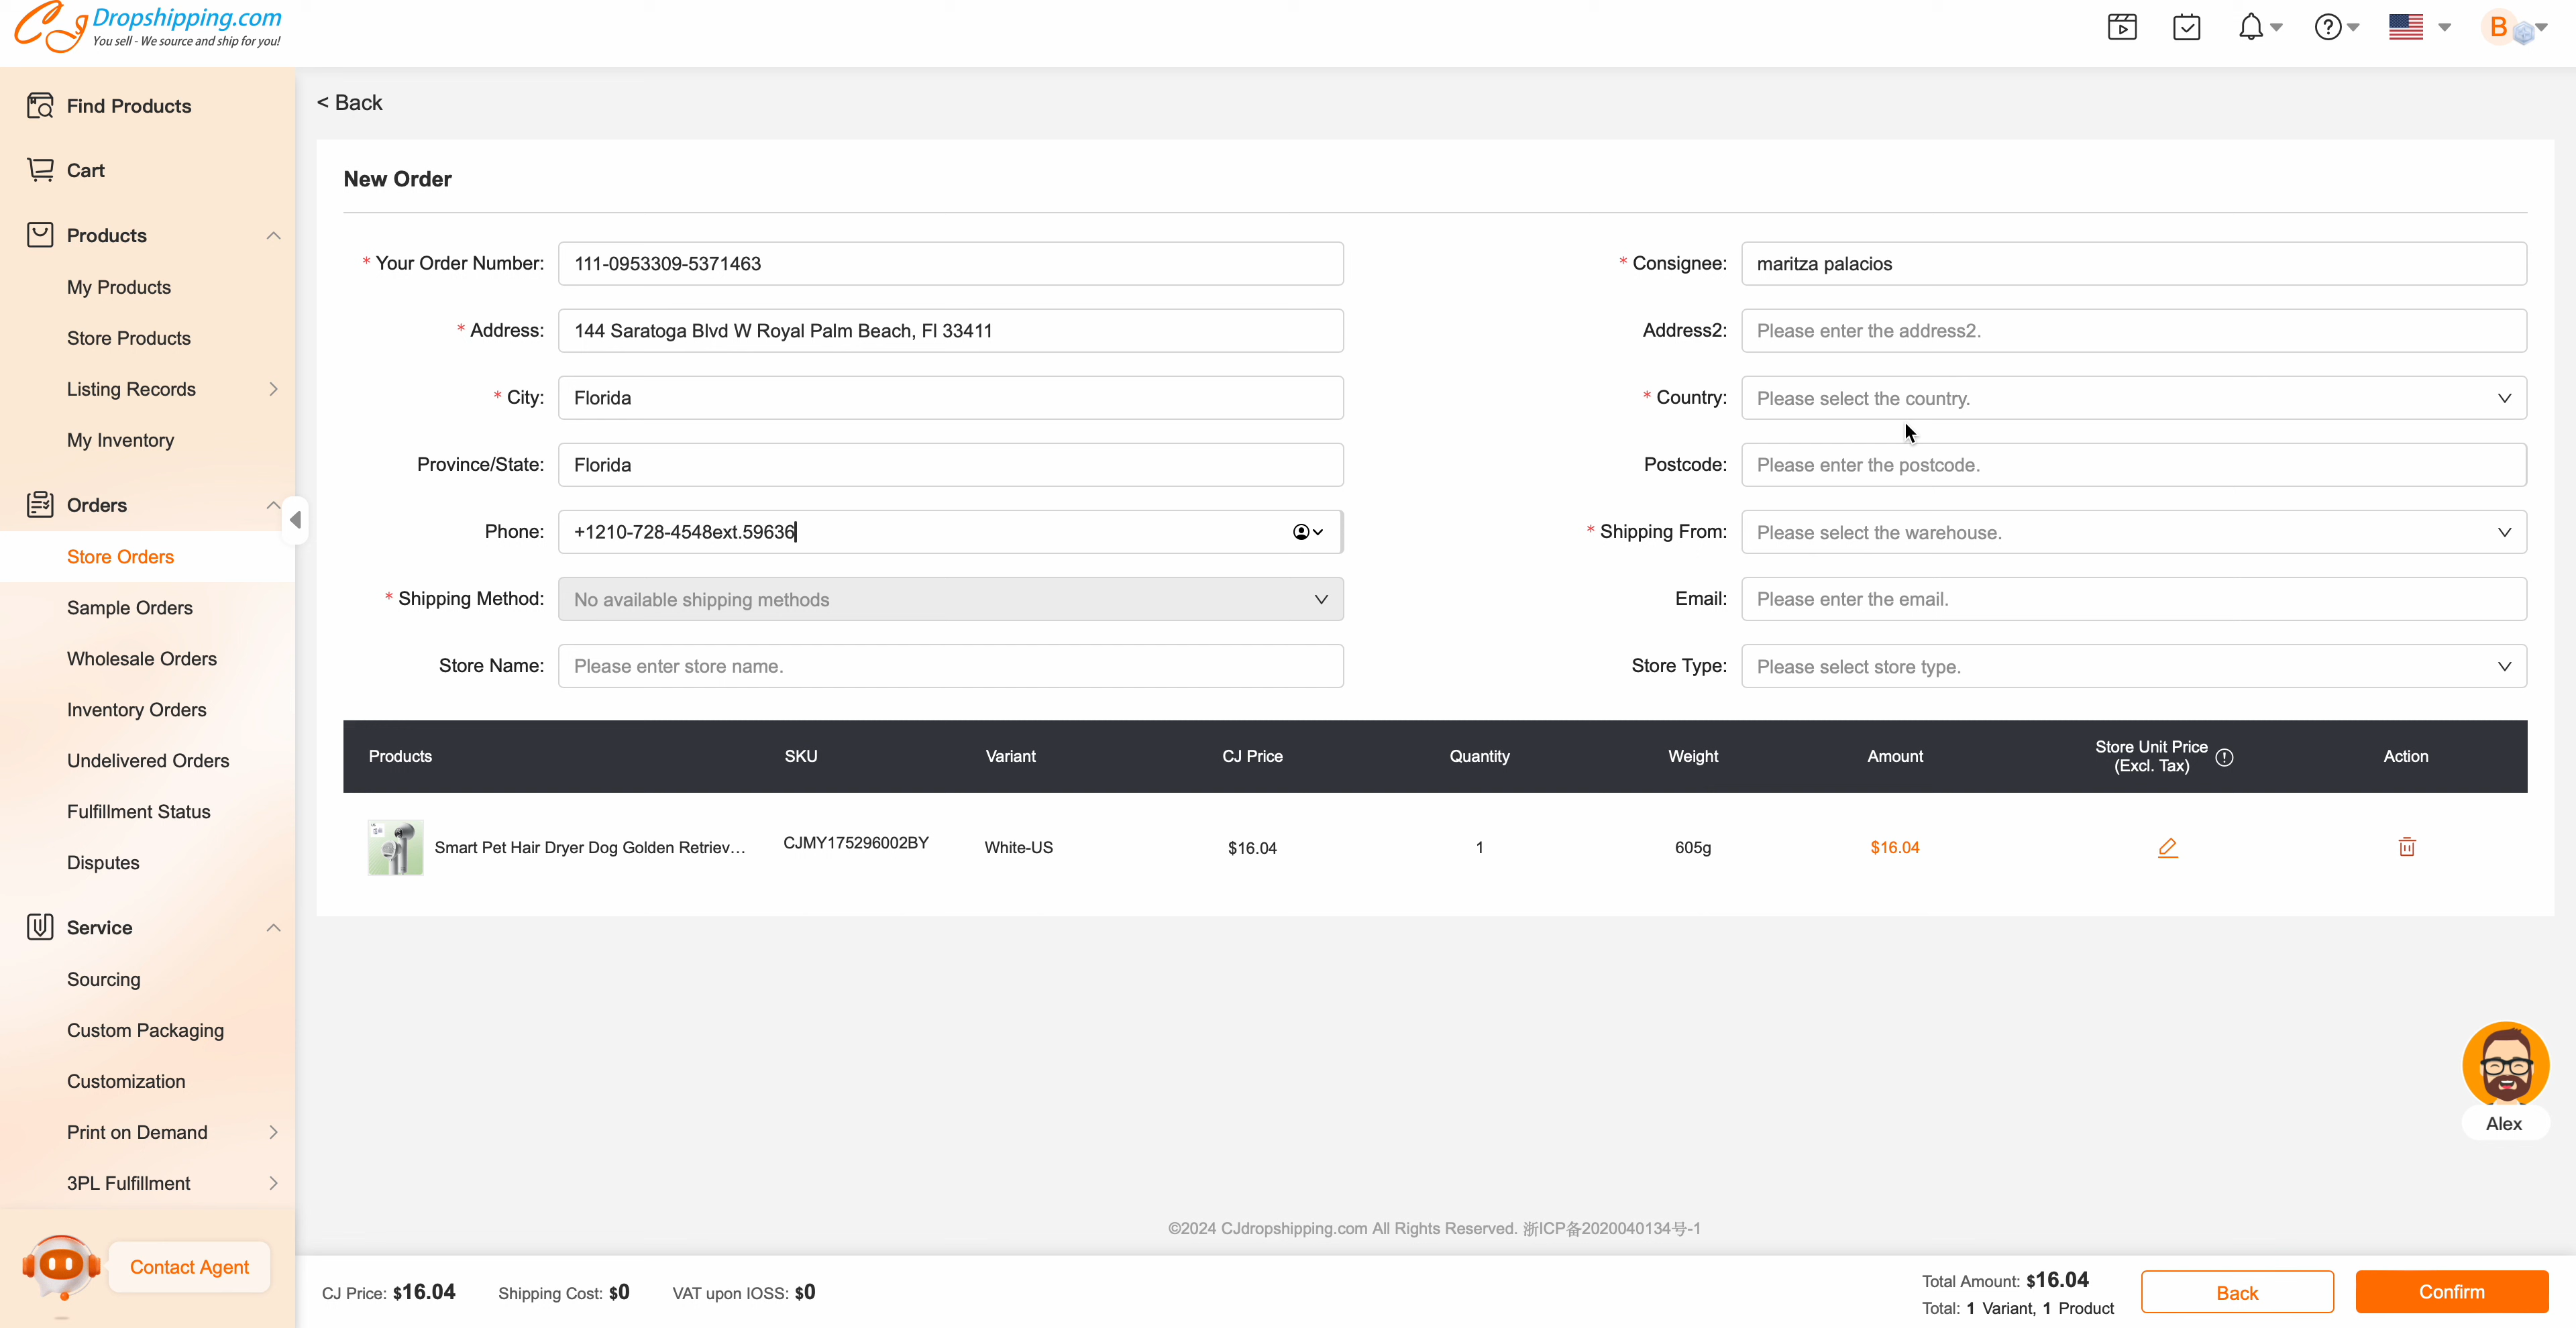 CJ Dropshipping.com
You sell - We source and ship for you!
B
Find Products
Cart
Products
My Products
Store Products
Listing Records
My Inventory
Orders
Store Orders
Sample Orders
Wholesale Orders
Inventory Orders
Undelivered Orders
Fulfillment Status
Disputes
Service
Sourcing
Custom Packaging
Customization
Print on Demand
3PL Fulfillment
Contact Agent
< Back
New Order
* Your Order Number: 111-0953309-5371463
* Consignee: maritza palacios
* Address: 144 Saratoga Blvd W Royal Palm Beach, Fl 33411
Address2: Please enter the address2.
* City: Florida
* Country: Please select the country.
Province/State: Florida
Postcode: Please enter the postcode.
Phone: +1210-728-4548ext.59636
* Shipping From: Please select the warehouse.
* Shipping Method: No available shipping methods
Email: Please enter the email.
Store Name: Please enter store name.
Store Type: Please select store type.
Products SKU Variant CJ Price Quantity Weight Amount Store Unit Price (Excl. Tax) Action
Smart Pet Hair Dryer Dog Golden Retriev... CJMY175296002BY White-US $16.04 1 605g $16.04
Alex
©2024 CJdropshipping.com All Rights Reserved. 浙ICP备2020040134号-1
CJ Price: $16.04 Shipping Cost: $0 VAT upon IOSS: $0
Total Amount: $16.04
Total: 1 Variant, 1 Product
Back
Confirm